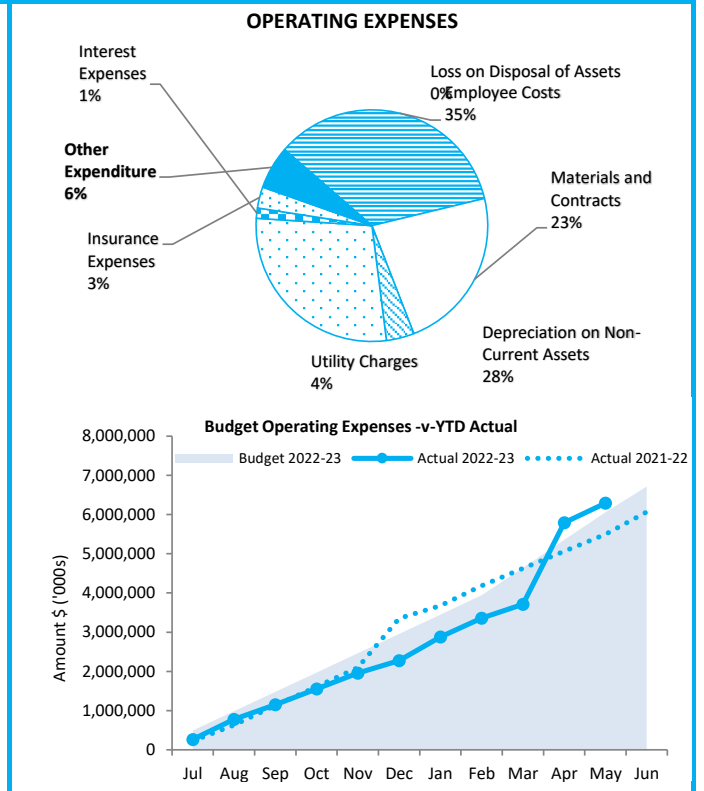 OPERATING EXPENSES
Interest
Expenses
1%
Loss on Disposal of Assets
0%
Employee Costs
35%
Other
Expenditure
6%
Materials and
Contracts
23%
Insurance
Expenses
3%
Depreciation on Non-
Current Assets
28%
Utility Charges
4%
Budget Operating Expenses -v-YTD Actual
Budget 2022-23 Actual 2022-23 Actual 2021-22
8,000,000
7,000,000
6,000,000
5,000,000
4,000,000
3,000,000
2,000,000
1,000,000
0
Amount $ ('000s)
Jul Aug Sep Oct Nov Dec Jan Feb Mar Apr May Jun